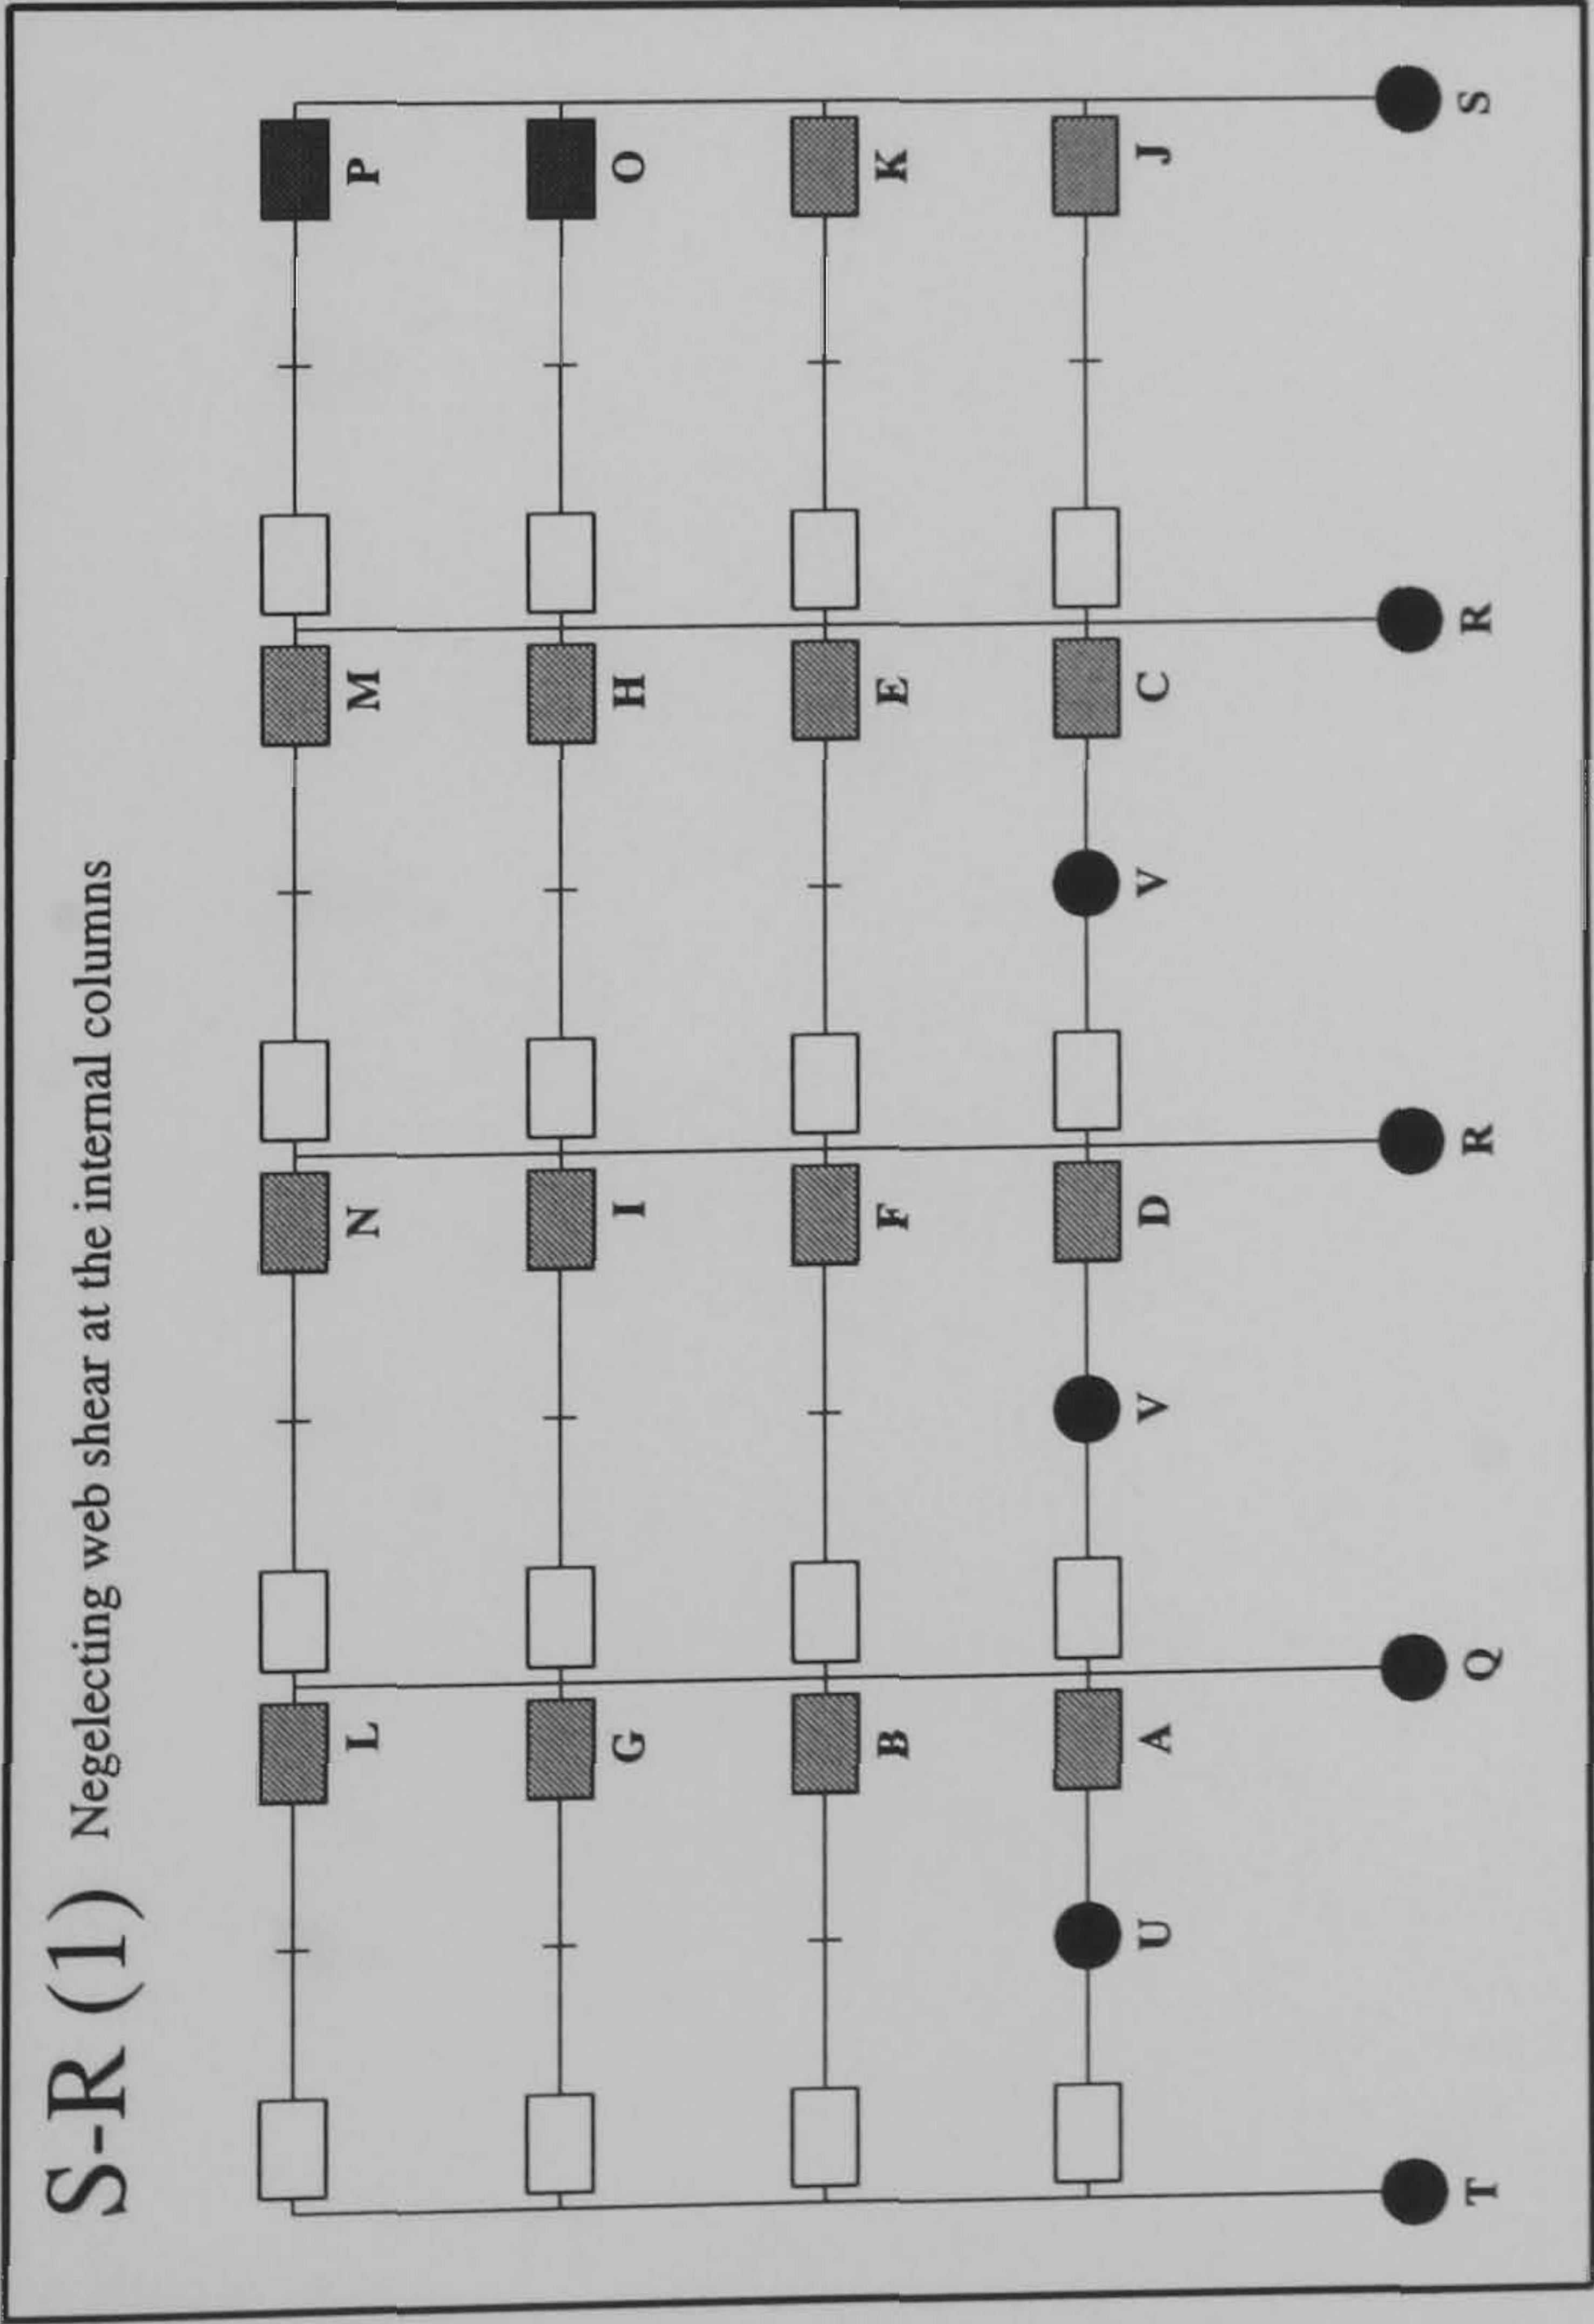 S-R (1) Negelecting web shear at the internal columns
L N M P
G I H O
B F E K
U A V D V C J
T Q R R S